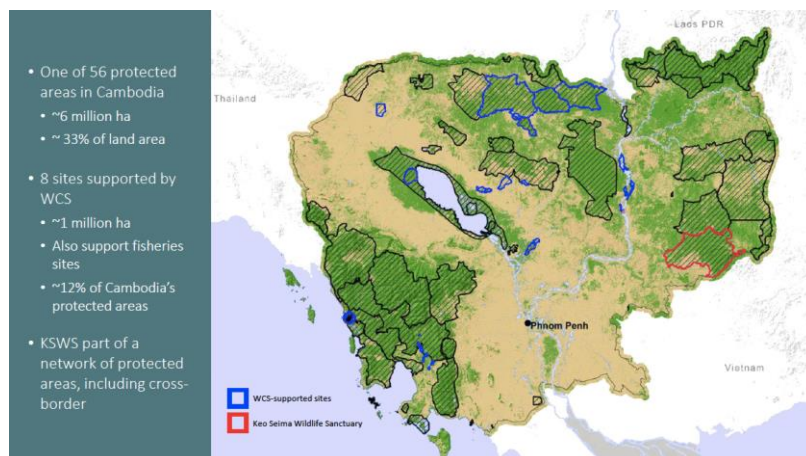 • One of 56 protected
areas in Cambodia
• ~6 million ha
• ~ 33% of land area
• 8 sites supported by
WCS
• ~1 million ha
• Also support fisheries
sites
• ~12% of Cambodia's
protected areas
• KSWS part of a
network of protected
areas, including cross-
border
Laos PDR
Thailand
Phnom Penh
Vietnam
WCS-supported sites
Keo Seima Wildlife Sanctuary